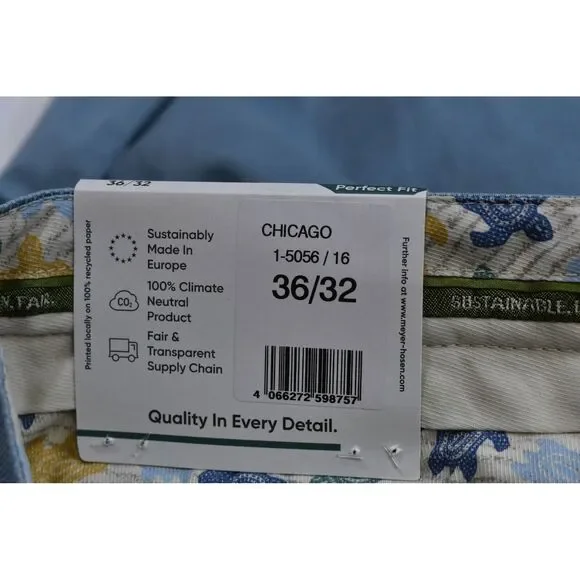 36/32
Perfect Fit
Printed locally on 100% recycled paper
Sustainably
Made In
Europe
CO2
100% Climate
Neutral
Product
Fair &
Transparent
Supply Chain
CHICAGO
1-5056 / 16
36/32
4 066272 598757
Quality In Every Detail.
Further info at www.meyer-hosen.com
FAIR.
SUSTAINABLE.